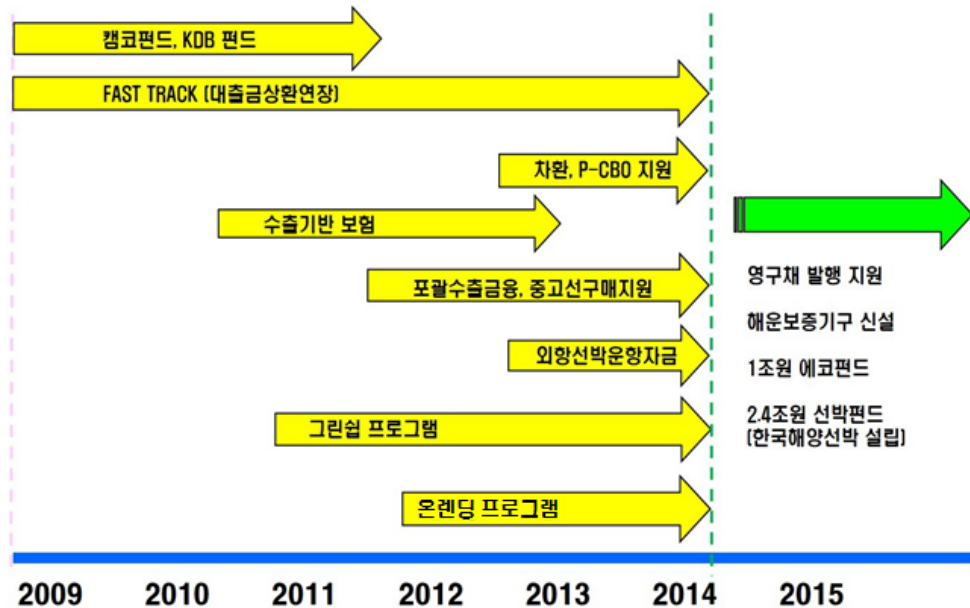 캠코펀드, KDB 펀드
FAST TRACK (대출금상환연장)
차환, P-CBO 지원
수출기반 보험
포괄수출금융, 중고선구매지원
외항선박운항자금
그린쉽 프로그램
온렌딩 프로그램
영구채 발행 지원
해운보증기구 신설
1조원 에코펀드
2.4조원 선박펀드
(한국해양선박 설립)
2009 2010 2011 2012 2013 2014 2015